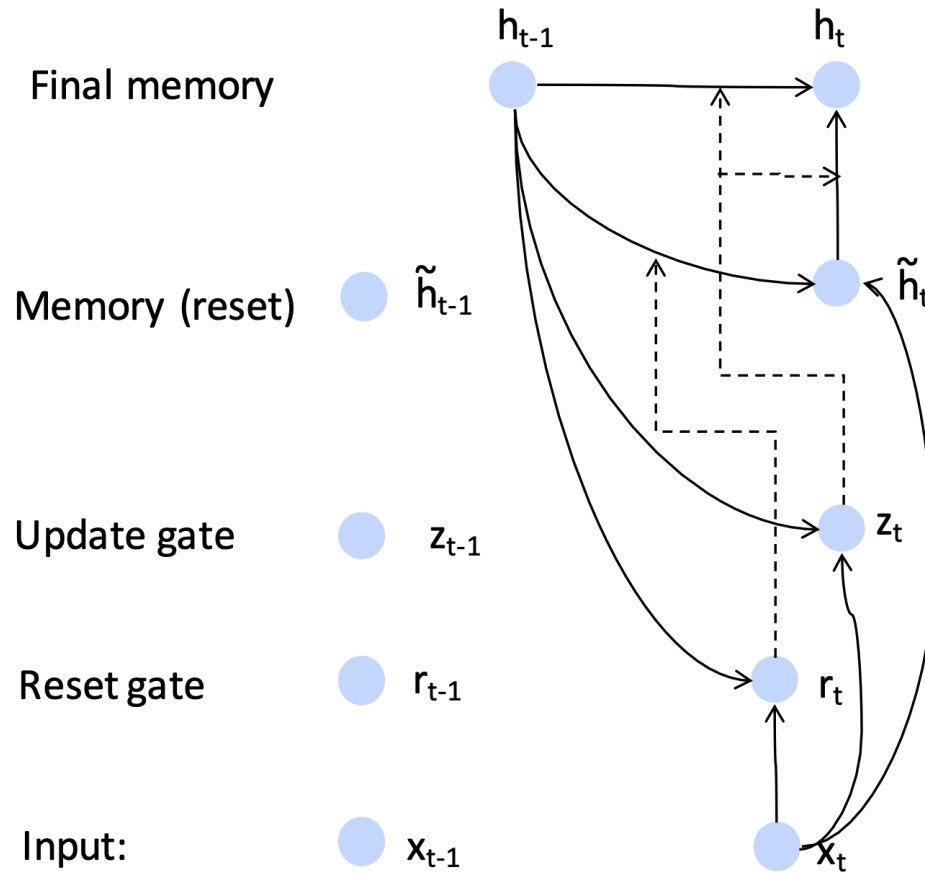 h_{t-1} h_t
Final memory
Memory (reset) h̃_{t-1} h̃_t
Update gate z_{t-1} z_t
Reset gate r_{t-1} r_t
Input: x_{t-1} x_t